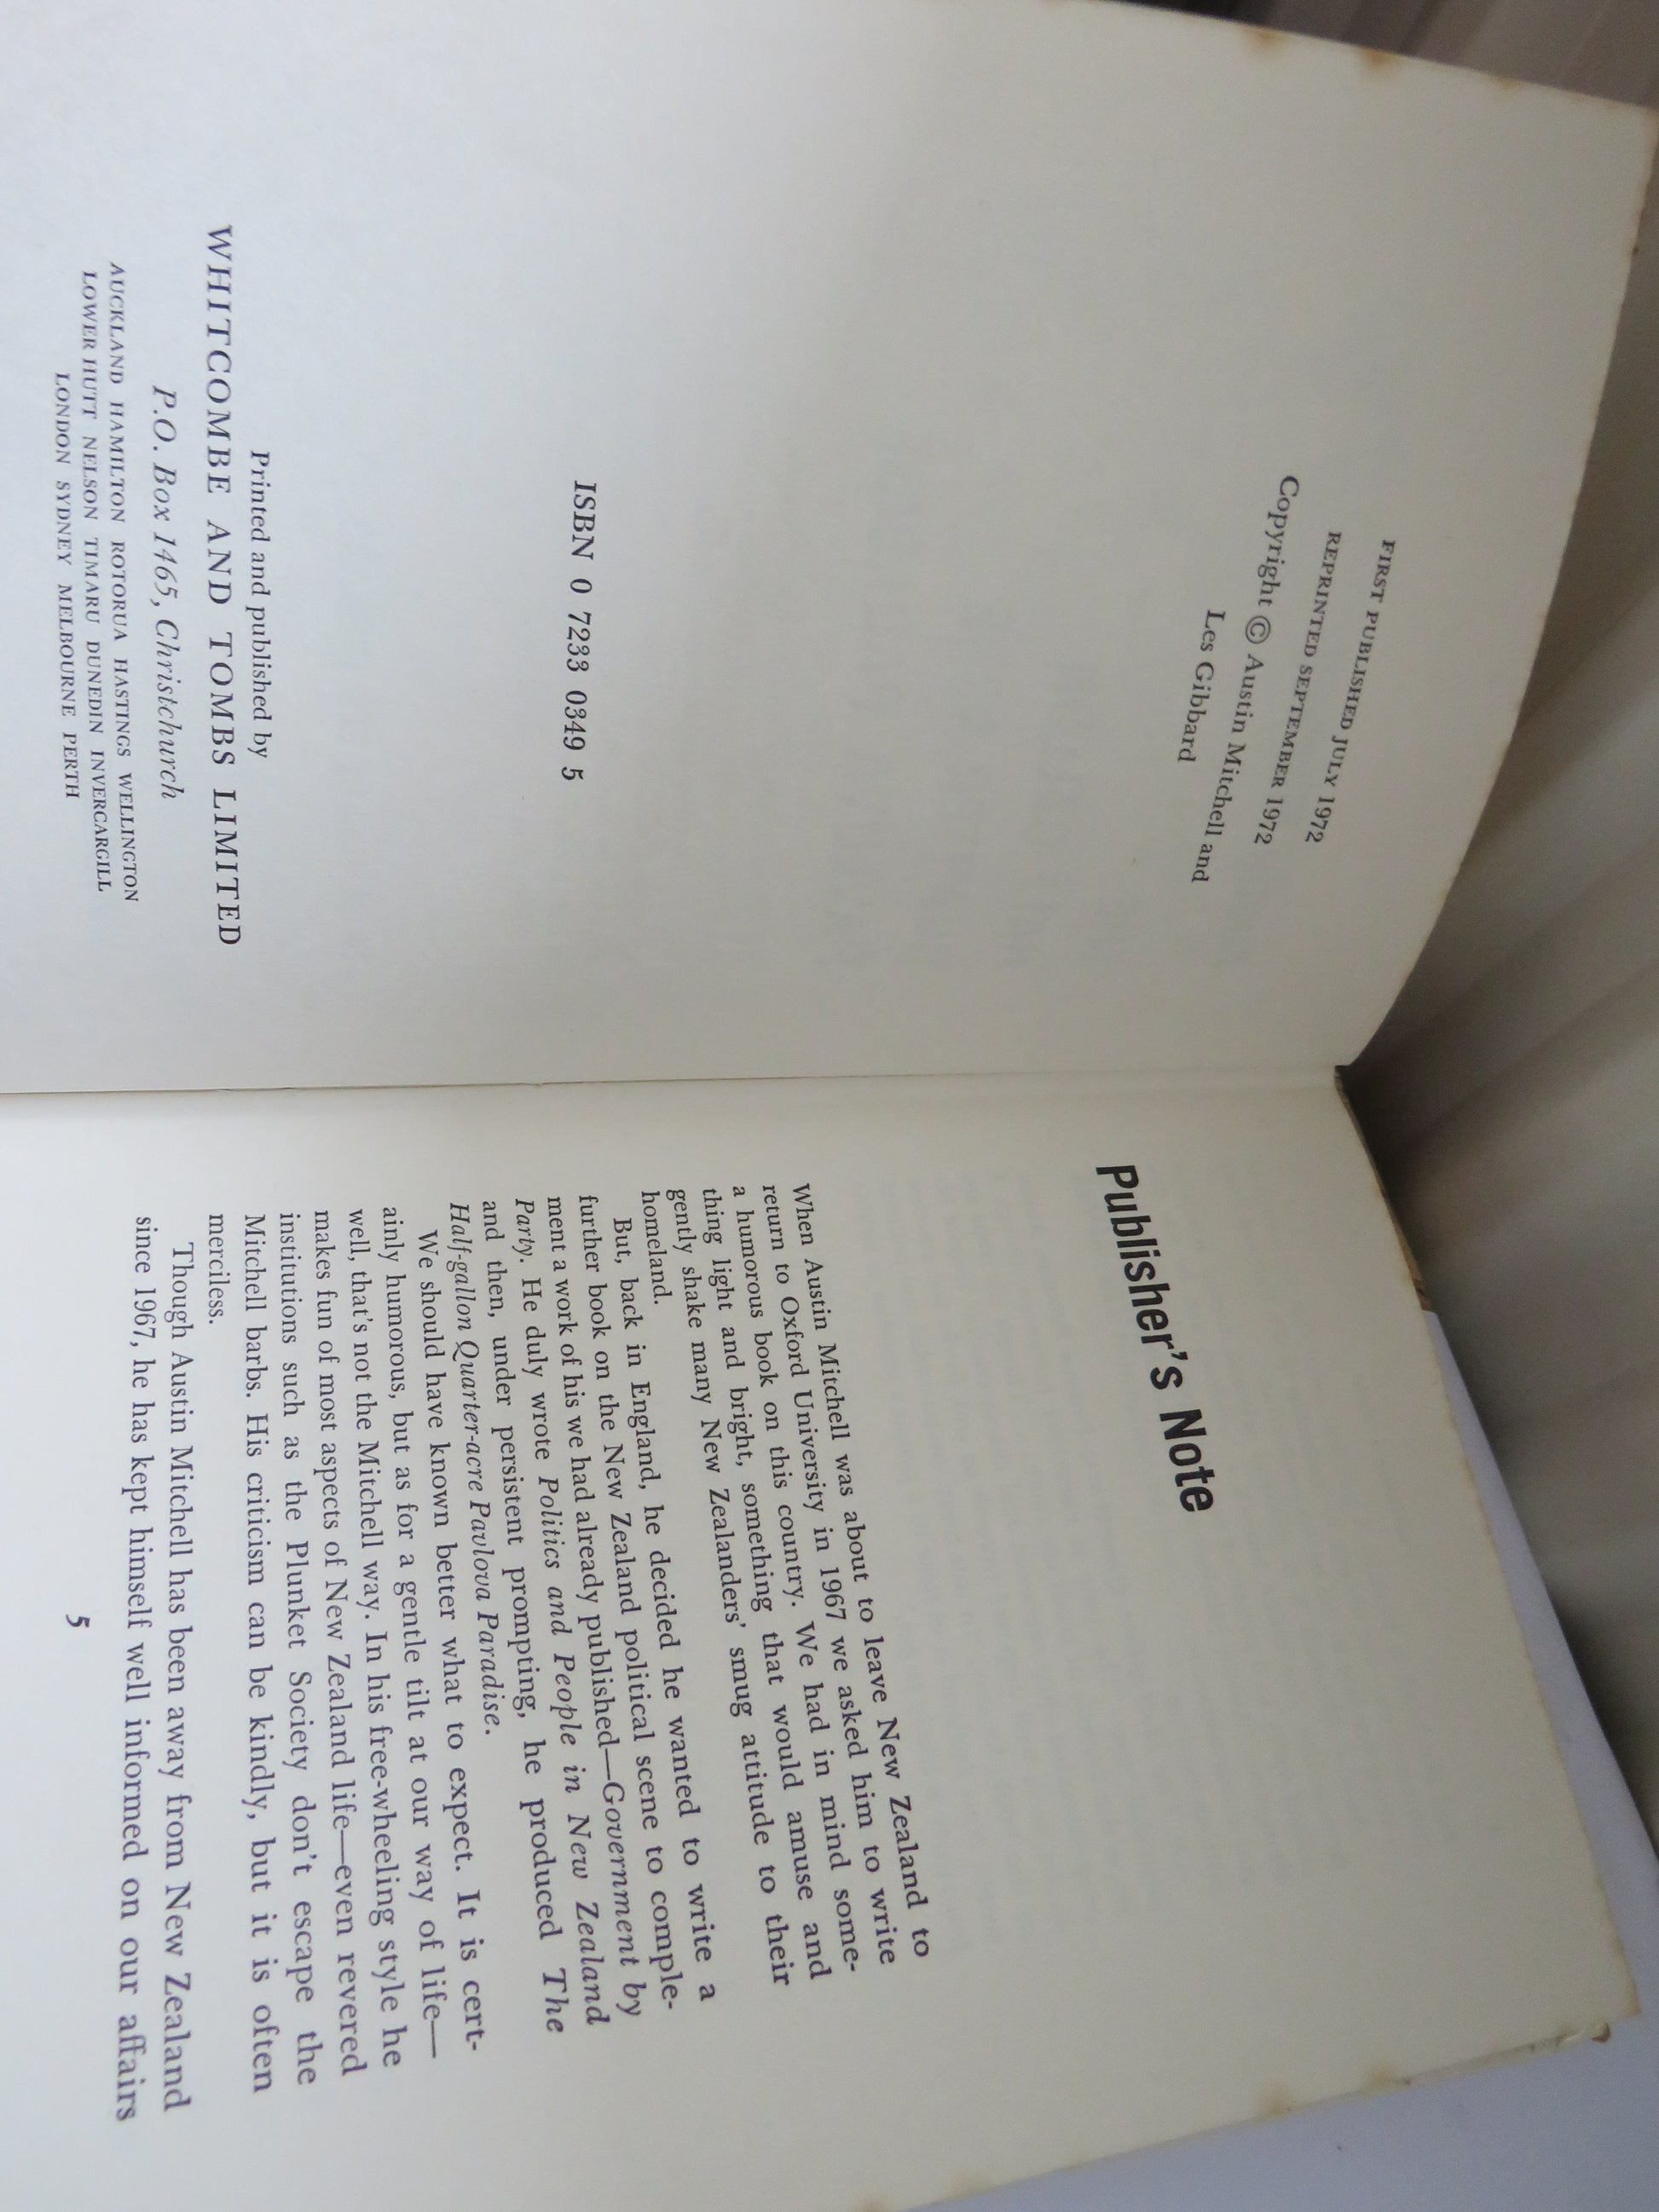 FIRST PUBLISHED JULY 1972
REPRINTED SEPTEMBER 1972
Copyright © Austin Mitchell and
Les Gibbard
ISBN 0 7233 0349 5
Printed and published by
WHITCOMBE AND TOMBS LIMITED
P.O. Box 1465, Christchurch
AUCKLAND HAMILTON ROTORUA HASTINGS WELLINGTON
LOWER HUTT NELSON TIMARU DUNEDIN INVERCARGILL
LONDON SYDNEY MELBOURNE PERTH
Publisher's Note
When Austin Mitchell was about to leave New Zealand to
return to Oxford University in 1967 we asked him to write
a humorous book on this country. We had in mind some-
thing light and bright, something that would amuse and
gently shake many New Zealanders' smug attitude to their
homeland.
But, back in England, he decided he wanted to write a
further book on the New Zealand political scene to comple-
ment a work of his we had already published—Government by
Party. He duly wrote Politics and People in New Zealand
and then, under persistent prompting, he produced The
Half-gallon Quarter-acre Pavlova Paradise.
We should have known better what to expect. It is cert-
ainly humorous, but as for a gentle tilt at our way of life—
well, that's not the Mitchell way. In his free-wheeling style he
makes fun of most aspects of New Zealand life—even revered
institutions such as the Plunket Society don't escape the
Mitchell barbs. His criticism can be kindly, but it is often
merciless.
Though Austin Mitchell has been away from New Zealand
since 1967, he has kept himself well informed on our affairs
5